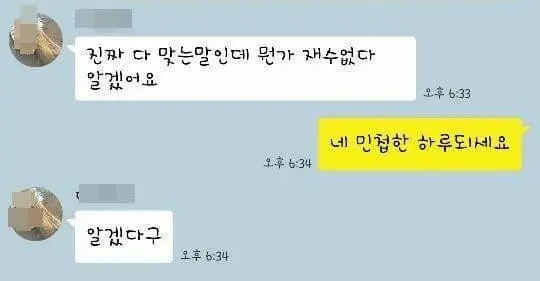 진짜 다 맞는말인데 뭔가 재수없다
알겠어요
오후 6:33
네 민첩한 하루되세요
오후 6:34
알겠다구
오후 6:34